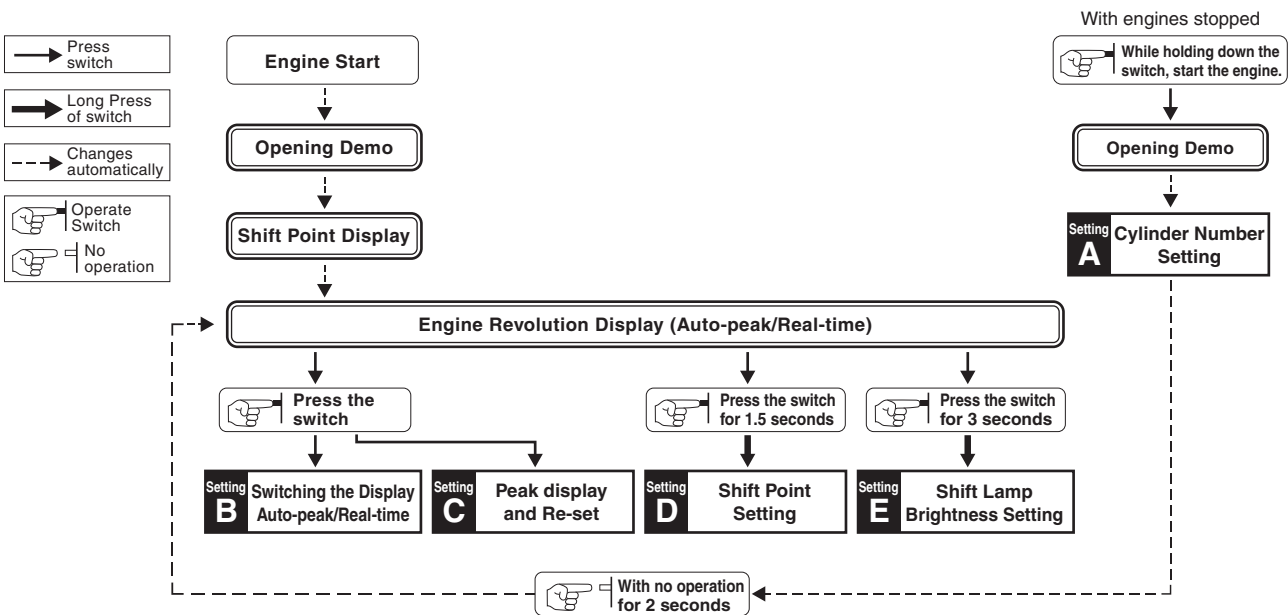 With engines stopped
Press
switch
Long Press
of switch
Changes
automatically
Operate
Switch
No
operation
Engine Start
Opening Demo
Shift Point Display
While holding down the
switch, start the engine.
Opening Demo
Setting
A
Cylinder Number
Setting
Engine Revolution Display (Auto-peak/Real-time)
Press the
switch
Press the switch
for 1.5 seconds
Press the switch
for 3 seconds
Setting
B
Switching the Display
Auto-peak/Real-time
Setting
C
Peak display
and Re-set
Setting
D
Shift Point
Setting
Setting
E
Shift Lamp
Brightness Setting
With no operation
for 2 seconds